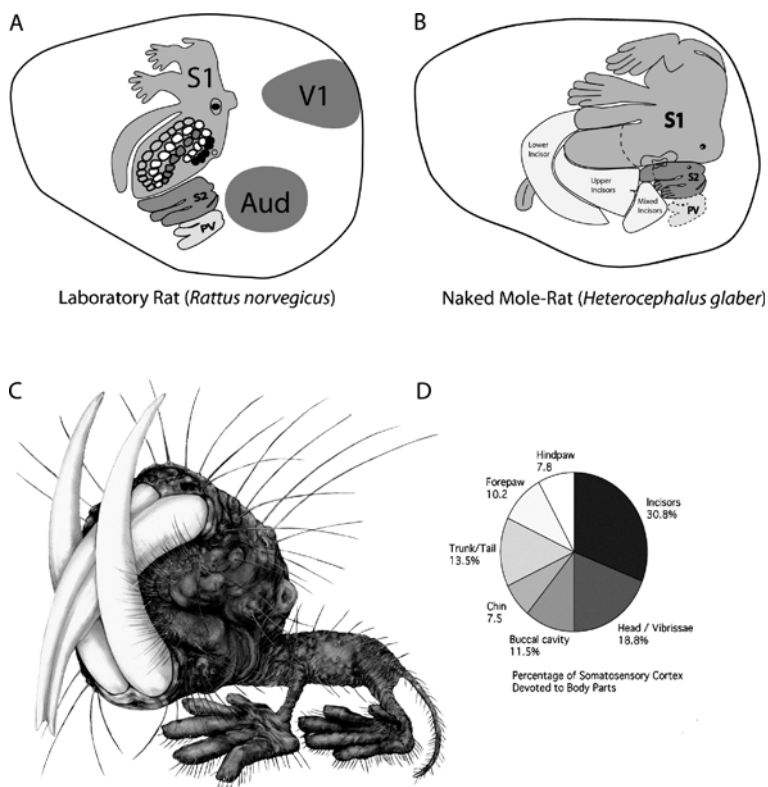 A
B
S1
V1
S2
Aud
PV
S1
Lower
Incisor
Upper
Incisors
Mixed
Incisors
S2
PV
Laboratory Rat (Rattus norvegicus)
Naked Mole-Rat (Heterocephalus glaber)
C
D
Hindpaw
7.8
Forepaw
10.2
Incisors
30.8%
Trunk/Tail
13.5%
Chin
7.5
Buccal cavity
11.5%
Head / Vibrissae
18.8%
Percentage of Somatosensory Cortex
Devoted to Body Parts